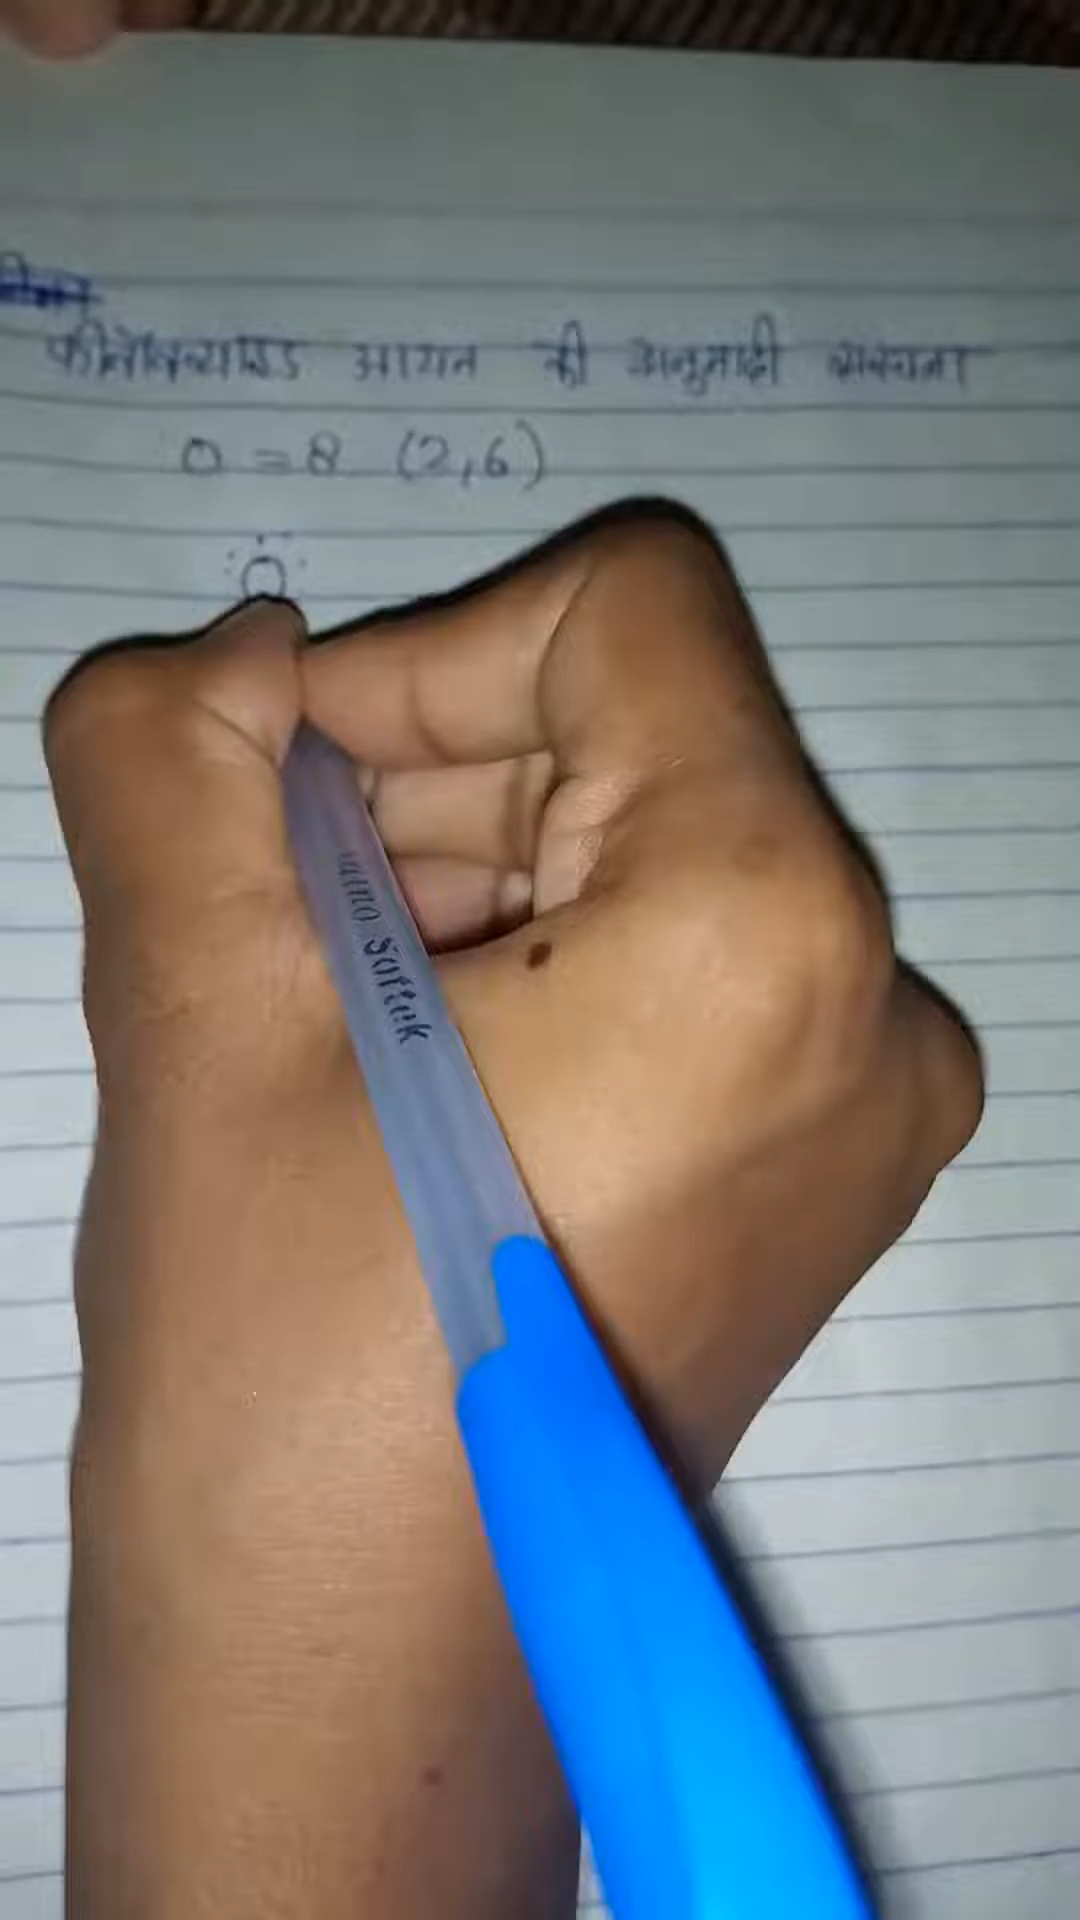 फीनॉक्साइड आयन की अनुनादी संरचना
O = 8 (2,6)
O
Softek